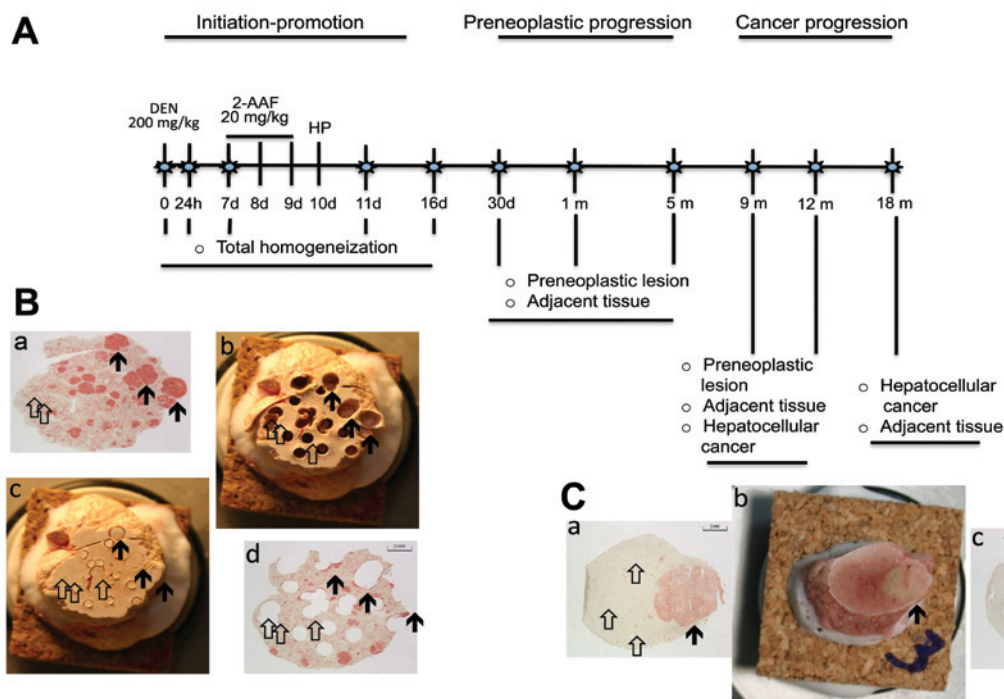 A
Initiation-promotion
Preneoplastic progression
Cancer progression
DEN
200 mg/kg
2-AAF
20 mg/kg
HP
0 24h 7d 8d 9d 10d 11d 16d 30d 1 m 5 m 9 m 12 m 18 m
○ Total homogeneization
○ Preneoplastic lesion
○ Adjacent tissue
○ Preneoplastic
lesion
○ Adjacent tissue
○ Hepatocellular
cancer
○ Hepatocellular
cancer
○ Adjacent tissue
B
a
b
c
d
C
a
b
c